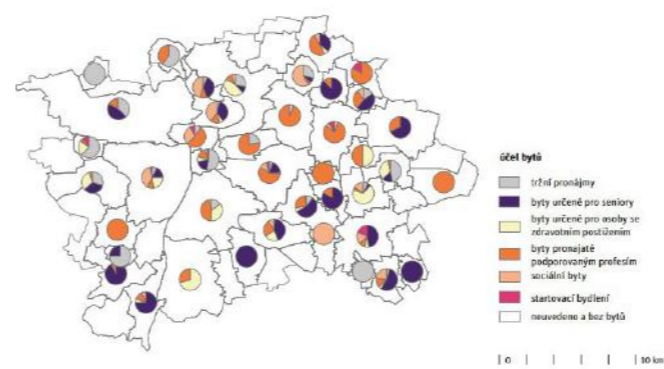 účel bytů
tržní pronájmy
byty určené pro seniory
byty určené pro osoby se
zdravotním postižením
byty pronajaté
podporovaným profesím
sociální byty
startovací bydlení
neuvedeno a bez bytů
0 10 km